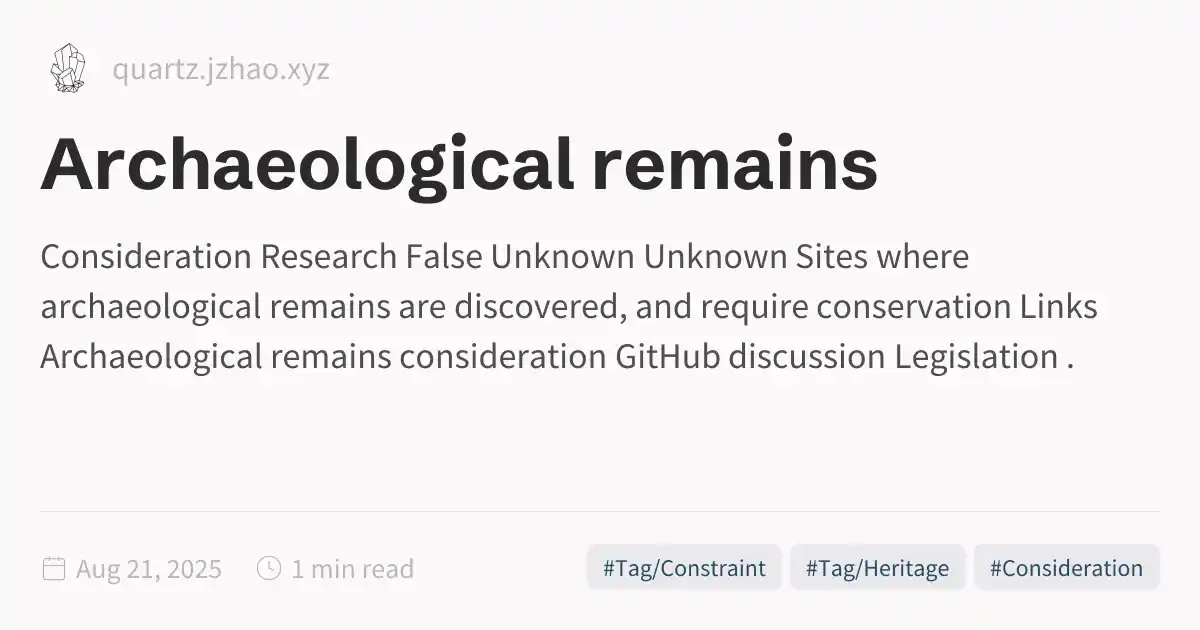 quartz.jzhao.xyz
Archaeological remains
Consideration Research False Unknown Unknown Sites where
archaeological remains are discovered, and require conservation Links
Archaeological remains consideration GitHub discussion Legislation .
Aug 21, 2025 1 min read #Tag/Constraint #Tag/Heritage #Consideration